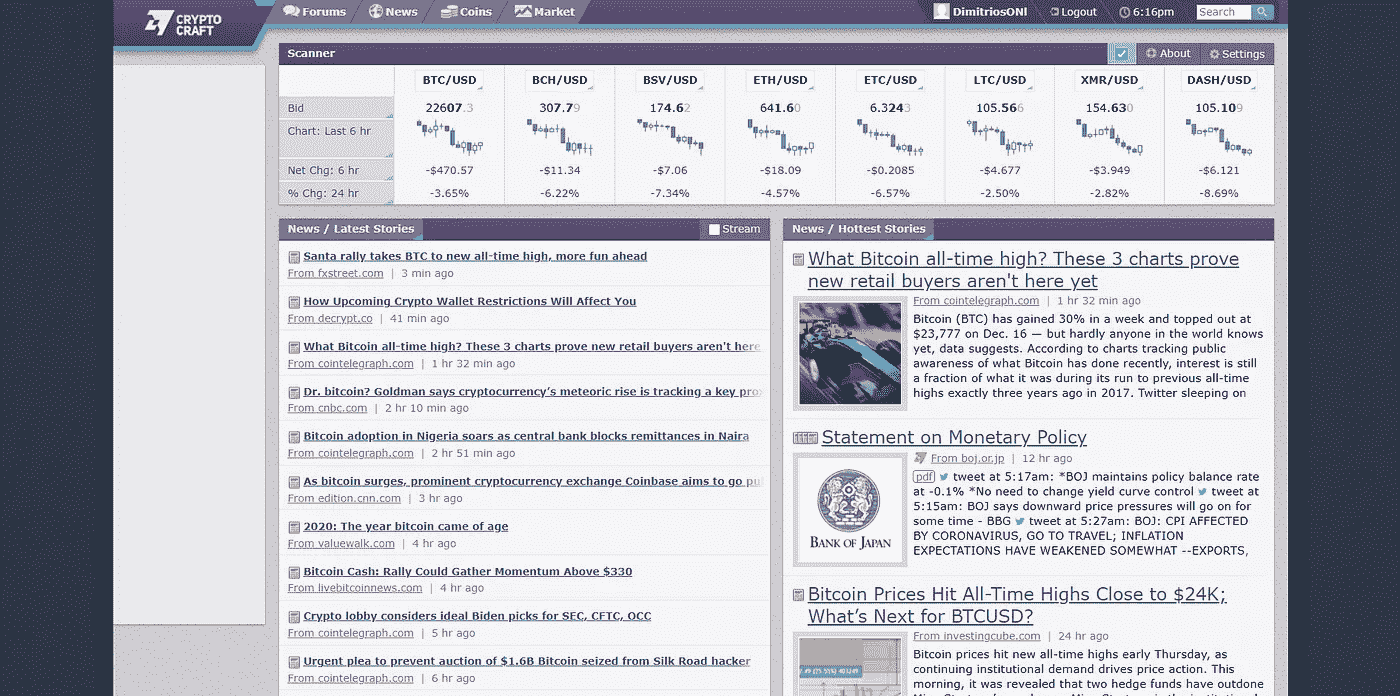 CRYPTO
CRAFT
Forums
News
Coins
Market
DimitriosONI
Logout
6:16pm
Search
Scanner
About
Settings
BTC/USD BCH/USD BSV/USD ETH/USD ETC/USD LTC/USD XMR/USD DASH/USD
Bid 22607.3 307.79 174.62 641.60 6.3243 105.566 154.630 105.109
Chart: Last 6 hr
Net Chg: 6 hr -$470.57 -$11.34 -$7.06 -$18.09 -$0.2085 -$4.677 -$3.949 -$6.121
% Chg: 24 hr -3.65% -6.22% -7.34% -4.57% -6.57% -2.50% -2.82% -8.69%
News / Latest Stories
Stream
Santa rally takes BTC to new all-time high, more fun ahead
From fxstreet.com | 3 min ago
How Upcoming Crypto Wallet Restrictions Will Affect You
From decrypt.co | 41 min ago
What Bitcoin all-time high? These 3 charts prove new retail buyers aren't here
From cointelegraph.com | 1 hr 32 min ago
Dr. bitcoin? Goldman says cryptocurrency’s meteoric rise is tracking a key pro
From cnbc.com | 2 hr 10 min ago
Bitcoin adoption in Nigeria soars as central bank blocks remittances in Naira
From cointelegraph.com | 2 hr 51 min ago
As bitcoin surges, prominent cryptocurrency exchange Coinbase aims to go pu
From edition.cnn.com | 3 hr ago
2020: The year bitcoin came of age
From valuewalk.com | 4 hr ago
Bitcoin Cash: Rally Could Gather Momentum Above $330
From livebitcoinnews.com | 4 hr ago
Crypto lobby considers ideal Biden picks for SEC, CFTC, OCC
From cointelegraph.com | 5 hr ago
Urgent plea to prevent auction of $1.6B Bitcoin seized from Silk Road hacker
From cointelegraph.com | 6 hr ago
News / Hottest Stories
What Bitcoin all-time high? These 3 charts prove
new retail buyers aren't here yet
From cointelegraph.com | 1 hr 32 min ago
Bitcoin (BTC) has gained 30% in a week and topped out at
$23,777 on Dec. 16 — but hardly anyone in the world knows
yet, data suggests. According to charts tracking public
awareness of what Bitcoin has done recently, interest is still
a fraction of what it was during its run to previous all-time
highs exactly three years ago in 2017. Twitter sleeping on
Statement on Monetary Policy
From boj.or.jp | 12 hr ago
BANK OF JAPAN
pdf tweet at 5:17am: *BOJ maintains policy balance rate
at -0.1% *No need to change yield curve control tweet at
5:15am: BOJ says downward price pressures will go on for
some time - BBG tweet at 5:27am: BOJ: CPI AFFECTED
BY CORONAVIRUS, GO TO TRAVEL; INFLATION
EXPECTATIONS HAVE WEAKENED SOMEWHAT --EXPORTS,
Bitcoin Prices Hit All-Time Highs Close to $24K;
What’s Next for BTCUSD?
From investingcube.com | 24 hr ago
Bitcoin prices hit new all-time highs early Thursday, as
continuing institutional demand drives price action. This
morning, it was revealed that two hedge funds have outdone